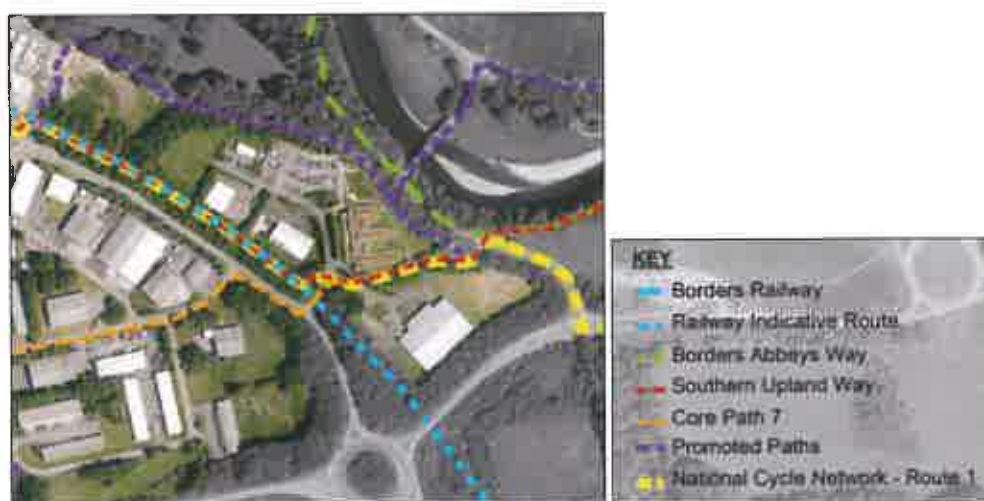 KEY
Borders Railway
Railway Indicative Route
Borders Abbeys Way
Southern Upland Way
Core Path 7
Promoted Paths
National Cycle Network - Route 1